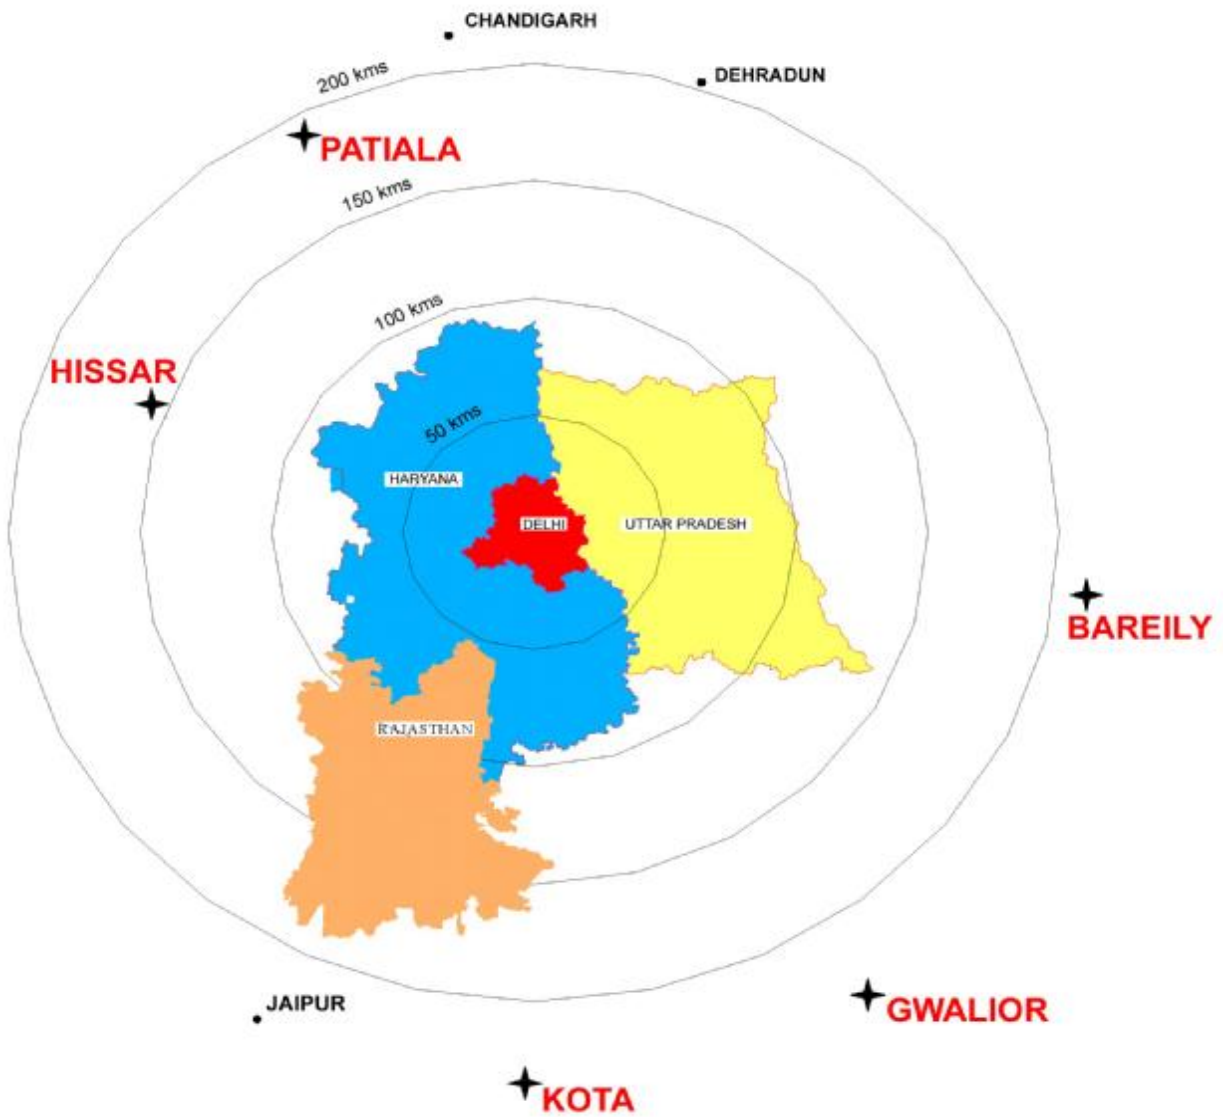 CHANDIGARH
200 kms
DEHRADUN
PATIALA
150 kms
100 kms
HISSAR
50 kms
HARYANA
DELHI
UTTAR PRADESH
BAREILY
RAJASTHAN
JAIPUR
GWALIOR
KOTA